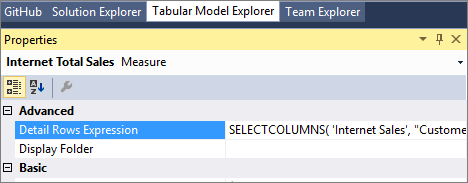 GitHub Solution Explorer Tabular Model Explorer Team Explorer
Properties
Internet Total Sales Measure
Advanced
Detail Rows Expression SELECTCOLUMNS( 'Internet Sales', "Custome
Display Folder
Basic